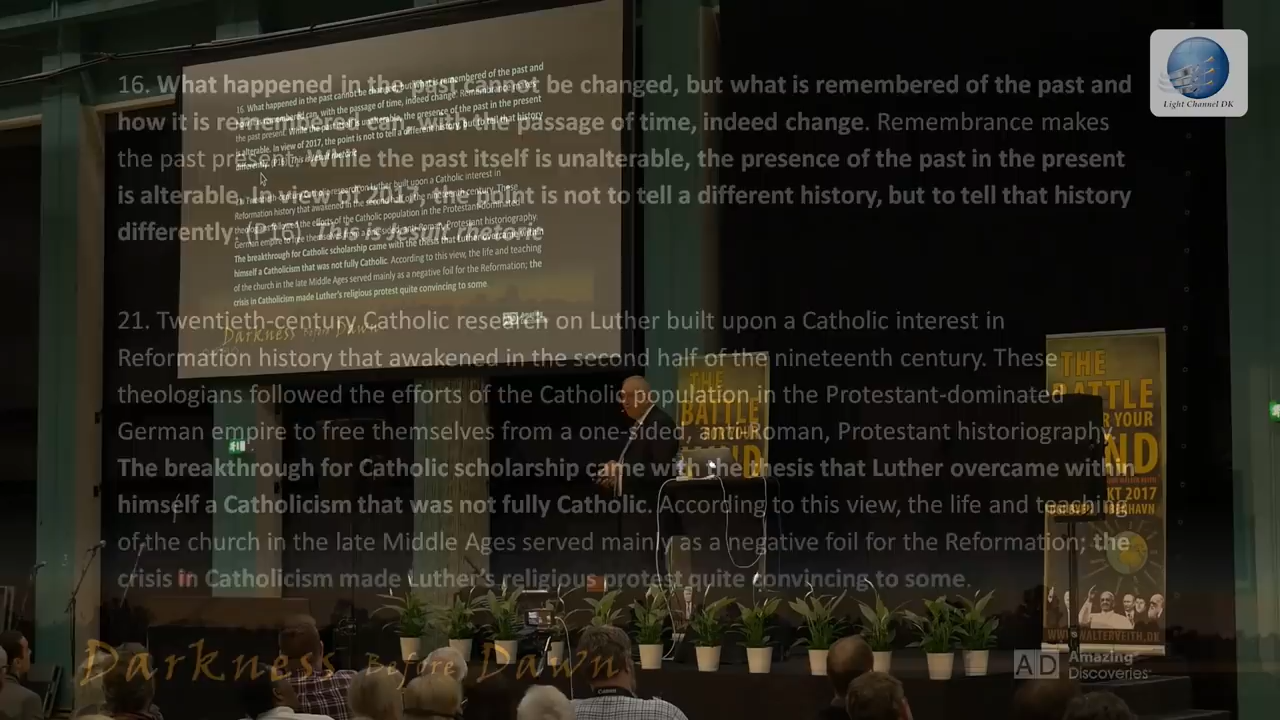 Light Channel DK
16. What happened in the past cannot be changed, but what is remembered of the past and
how it is remembered can, with the passage of time, indeed change. Remembrance makes
the past present. While the past itself is unalterable, the presence of the past in the present
is alterable. In view of 2017, the point is not to tell a different history, but to tell that history
differently. (P16). This is Jesuit rhetoric
21. Twentieth-century Catholic research on Luther built upon a Catholic interest in
Reformation history that awakened in the second half of the nineteenth century. These
theologians followed the efforts of the Catholic population in the Protestant-dominated
German empire to free themselves from a one-sided, anti-Roman, Protestant historiography.
The breakthrough for Catholic scholarship came with the thesis that Luther overcame within
himself a Catholicism that was not fully Catholic. According to this view, the life and teaching
of the church in the late Middle Ages served mainly as a negative foil for the Reformation; the
crisis in Catholicism made Luther's religious protest quite convincing to some.
Darkness Before Dawn
AD Amazing
Discoveries
THE
BATTLE
FOR YOUR
THE
BATTLE
YOUR
KT 2017
WALTERVEITH.DK
Canon